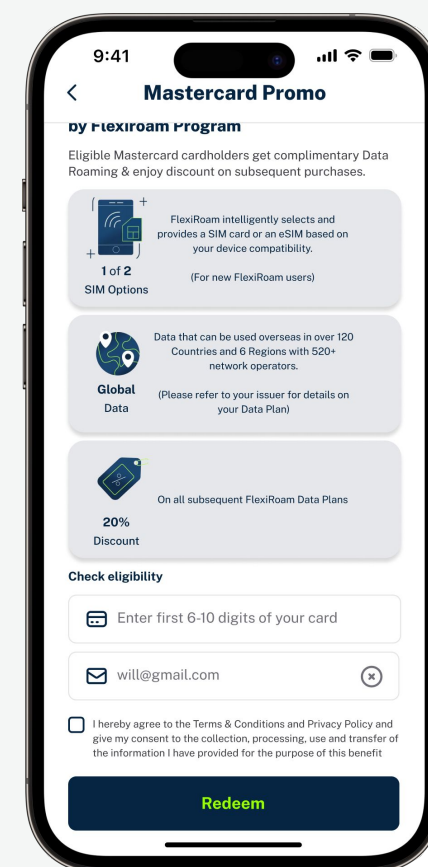 9:41
Mastercard Promo
by Flexiroam Program
Eligible Mastercard cardholders get complimentary Data
Roaming & enjoy discount on subsequent purchases.
1 of 2
SIM Options
FlexiRoam intelligently selects and
provides a SIM card or an eSIM based on
your device compatibility.
(For new FlexiRoam users)
Global
Data
Data that can be used overseas in over 120
Countries and 6 Regions with 520+
network operators.
(Please refer to your issuer for details on
your Data Plan)
%
20%
Discount
On all subsequent FlexiRoam Data Plans
Check eligibility
Enter first 6-10 digits of your card
will@gmail.com
I hereby agree to the Terms & Conditions and Privacy Policy and
give my consent to the collection, processing, use and transfer of
the information I have provided for the purpose of this benefit
Redeem